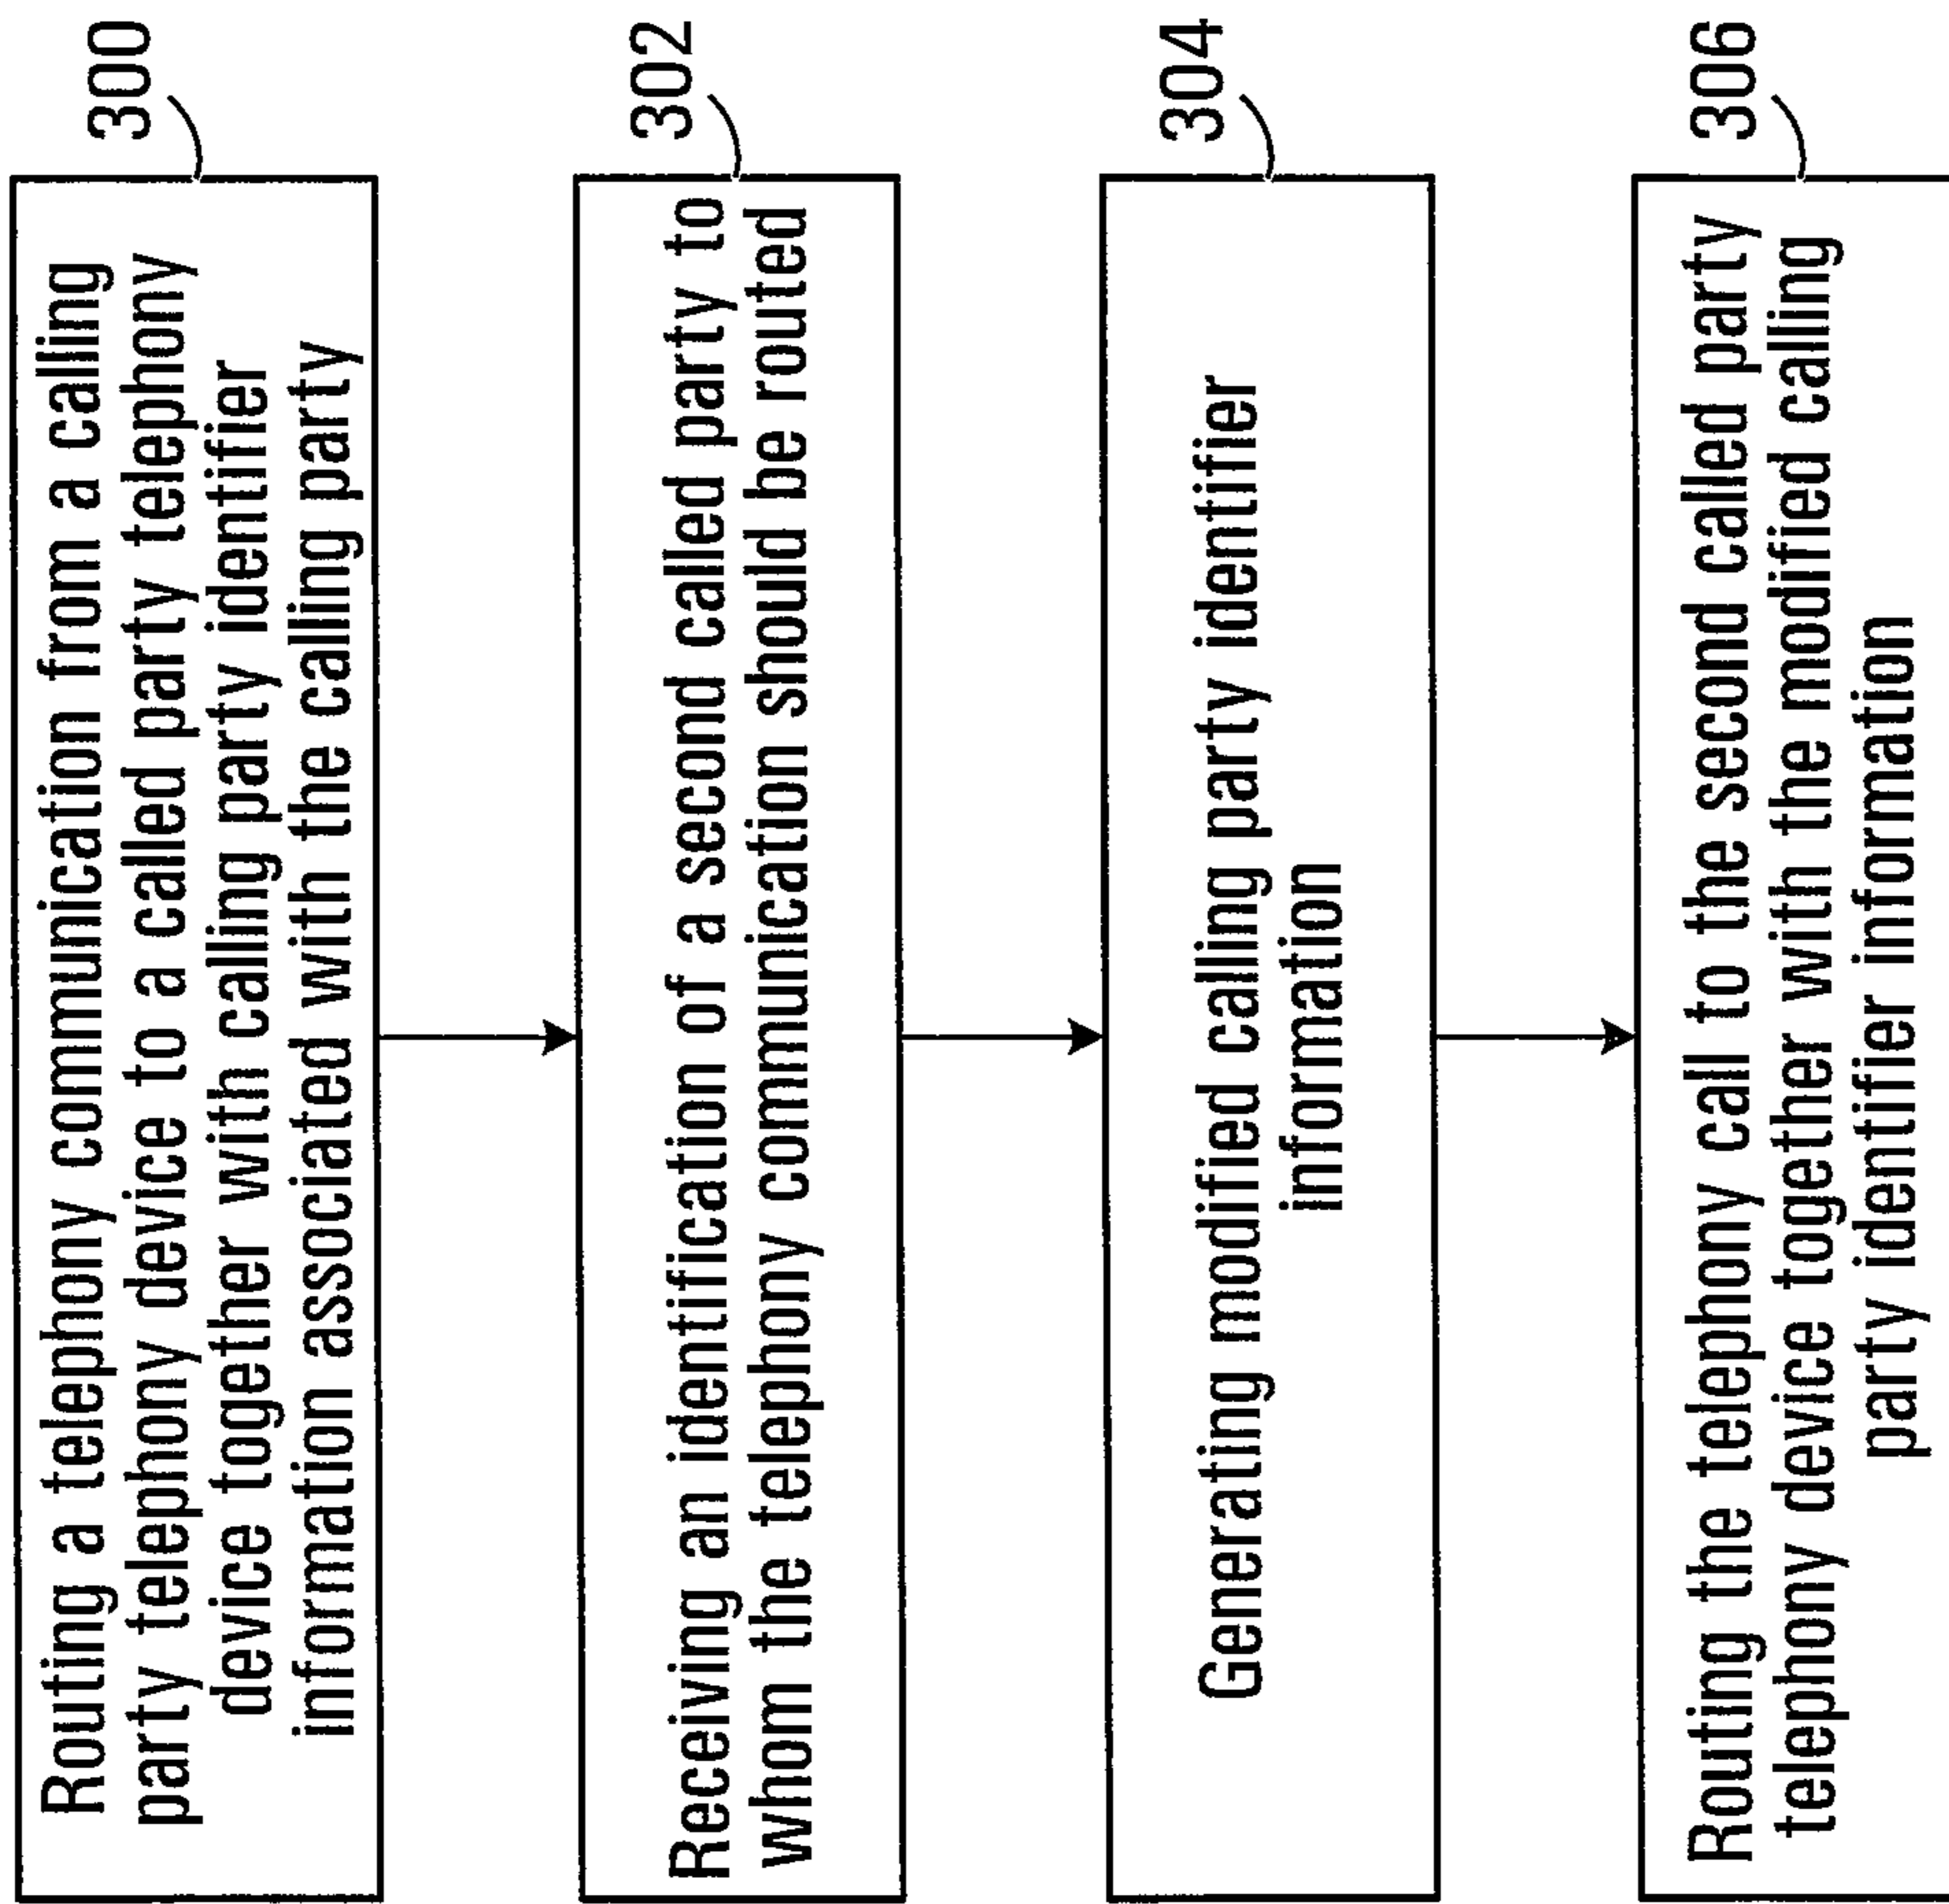 Routing a telephony communication from a calling
party telephony device to a called party telephony
device together with calling party identifier
information associated with the calling party
300
Receiving an identification of a second called party to
whom the telephony communication should be routed
302
Generating modified calling party identifier
information
304
Routing the telephony call to the second called party
telephony device together with the modified calling
party identifier information
306